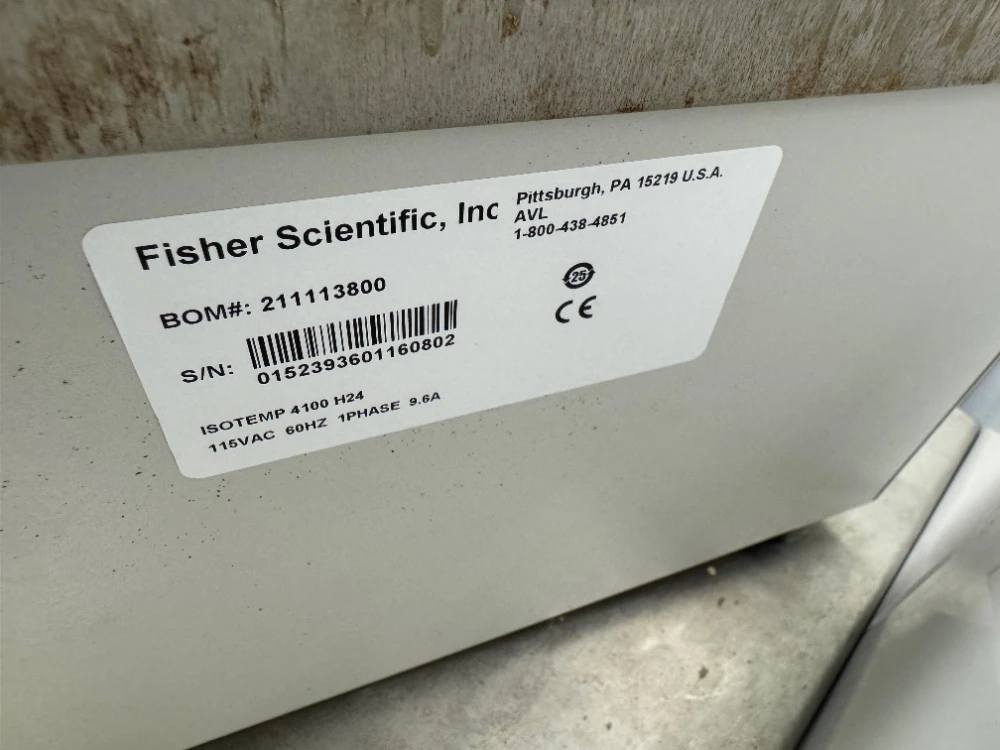 Fisher Scientific, Inc
Pittsburgh, PA 15219 U.S.A.
AVL
1-800-438-4851
BOM#: 211113800
25
CE
S/N:
0152393601160802
ISOTEMP 4100 H24
115VAC 60HZ 1PHASE 9.6A